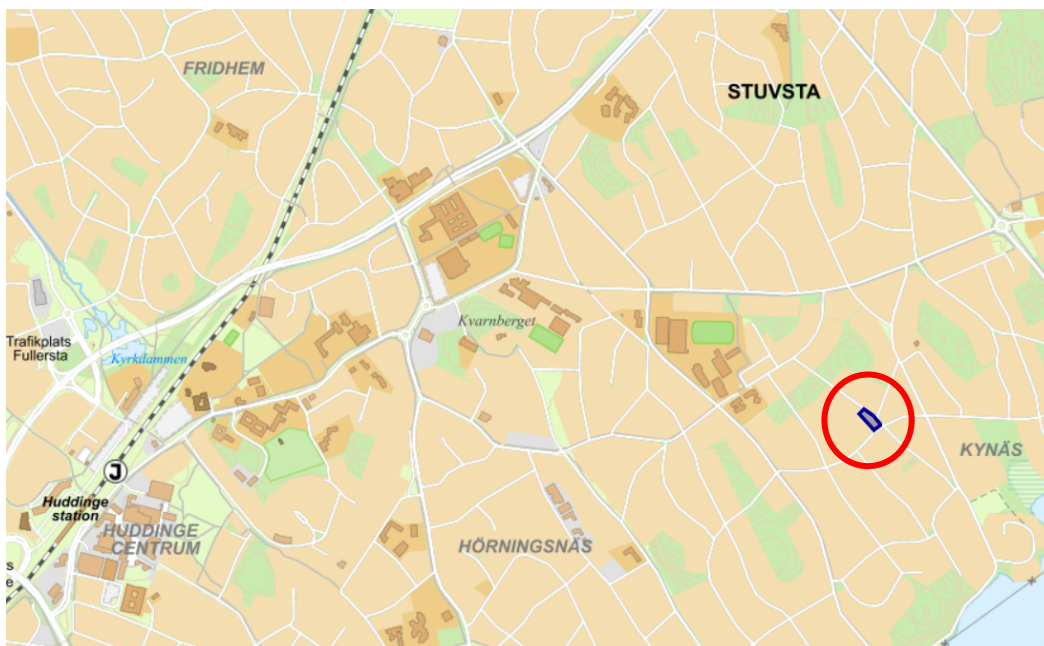 FRIDHEM
STUVSTA
Kvarnberget
Trafikplats
Fullersta
Kyrkdammen
KYNÄS
J
Huddinge
station
HUDDINGE
CENTRUM
HÖRNINGSNÄS
s
e